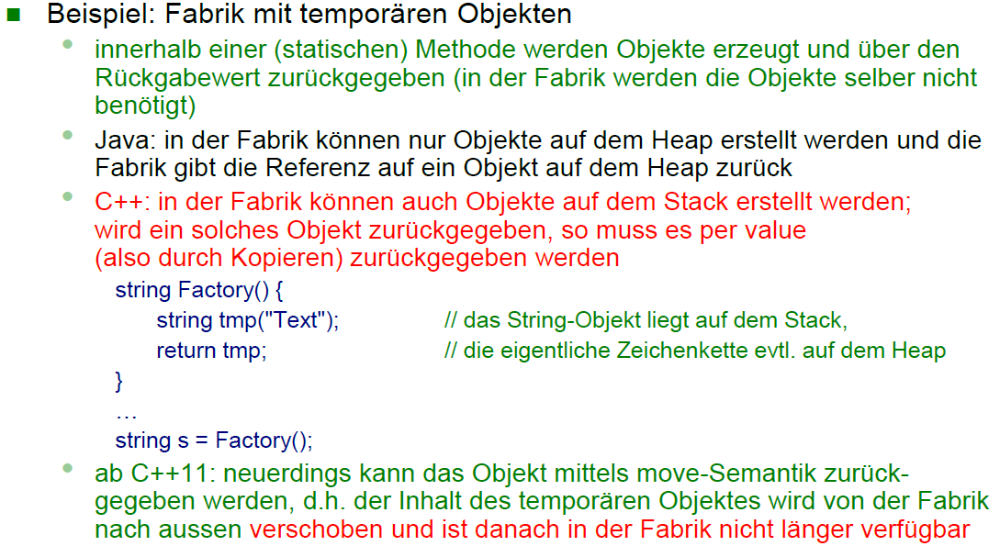 Beispiel: Fabrik mit temporären Objekten
innerhalb einer (statischen) Methode werden Objekte erzeugt und über den
Rückgabewert zurückgegeben (in der Fabrik werden die Objekte selber nicht
benötigt)
Java: in der Fabrik können nur Objekte auf dem Heap erstellt werden und die
Fabrik gibt die Referenz auf ein Objekt auf dem Heap zurück
C++: in der Fabrik können auch Objekte auf dem Stack erstellt werden;
wird ein solches Objekt zurückgegeben, so muss es per value
(also durch Kopieren) zurückgegeben werden
string Factory() {
string tmp("Text"); // das String-Objekt liegt auf dem Stack,
return tmp; // die eigentliche Zeichenkette evtl. auf dem Heap
}
…
string s = Factory();
ab C++11: neuerdings kann das Objekt mittels move-Semantik zurück-
gegeben werden, d.h. der Inhalt des temporären Objektes wird von der Fabrik
nach aussen verschoben und ist danach in der Fabrik nicht länger verfügbar